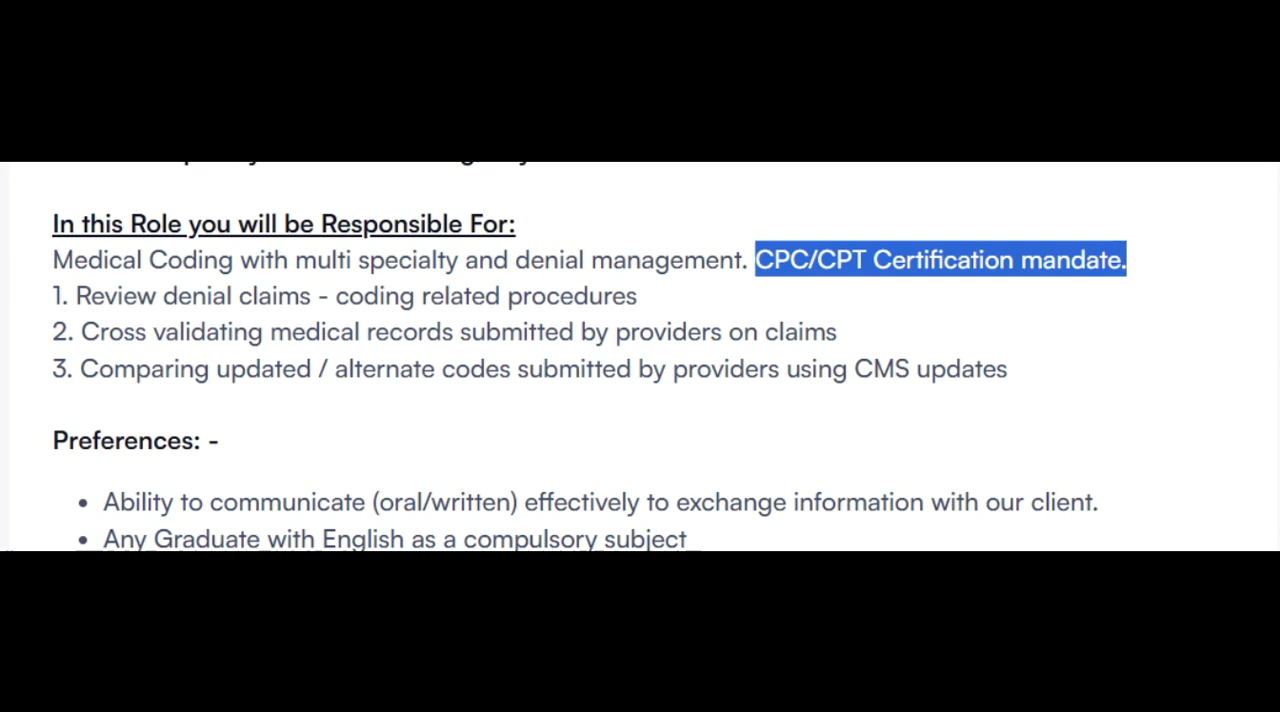 In this Role you will be Responsible For:
Medical Coding with multi specialty and denial management. CPC/CPT Certification mandate.
1. Review denial claims - coding related procedures
2. Cross validating medical records submitted by providers on claims
3. Comparing updated / alternate codes submitted by providers using CMS updates
Preferences: -
• Ability to communicate (oral/written) effectively to exchange information with our client.
• Any Graduate with English as a compulsory subject